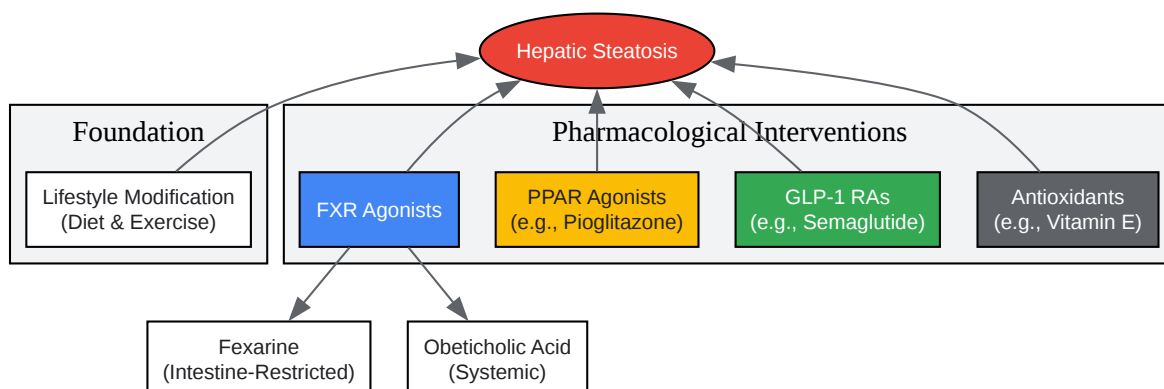 Hepatic Steatosis
Foundation
Pharmacological Interventions
Lifestyle Modification
(Diet & Exercise)
FXR Agonists
PPAR Agonists
(e.g., Pioglitazone)
GLP-1 RAs
(e.g., Semaglutide)
Antioxidants
(e.g., Vitamin E)
Fexarine
(Intestine-Restricted)
Obeticholic Acid
(Systemic)